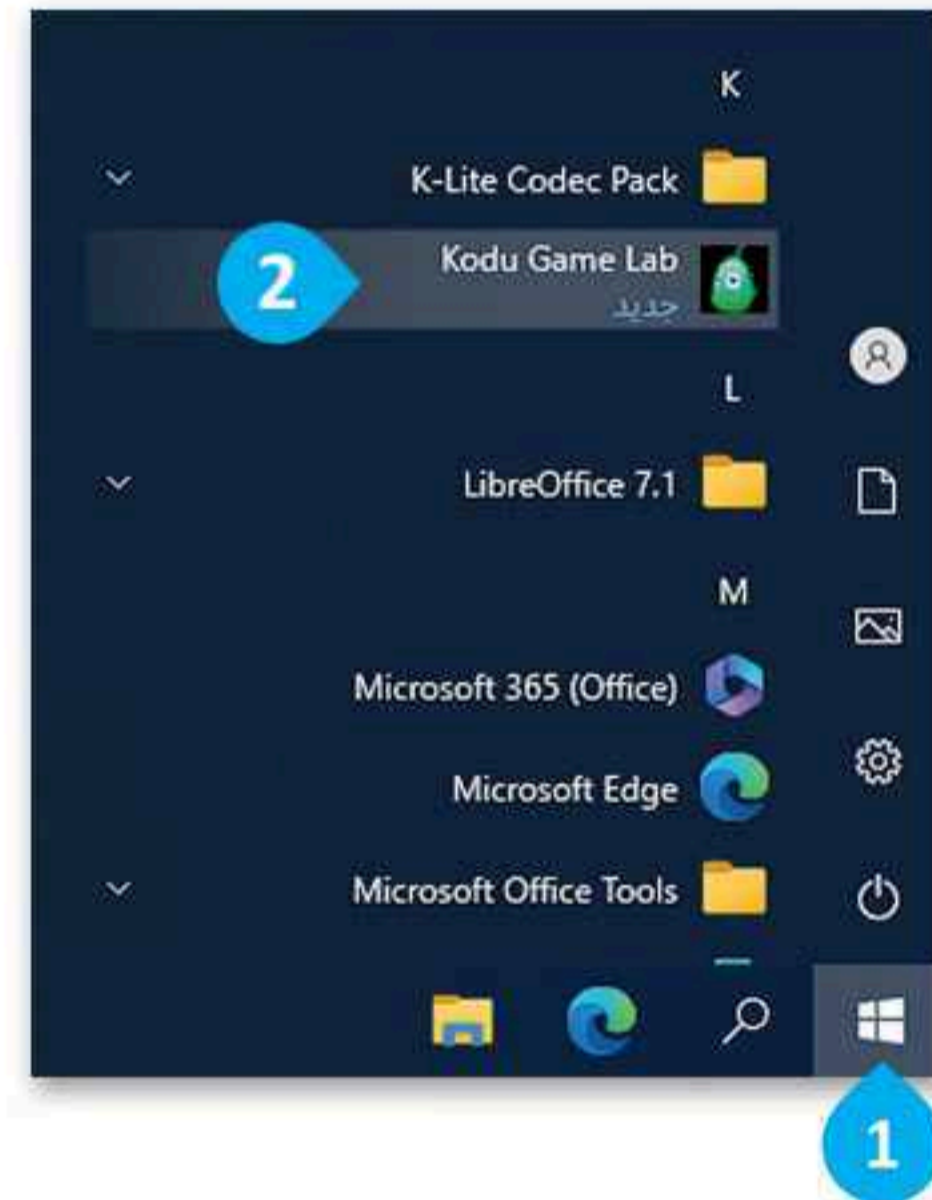 K
K-Lite Codec Pack
2
Kodu Game Lab
جديد
L
LibreOffice 7.1
M
Microsoft 365 (Office)
Microsoft Edge
Microsoft Office Tools
1